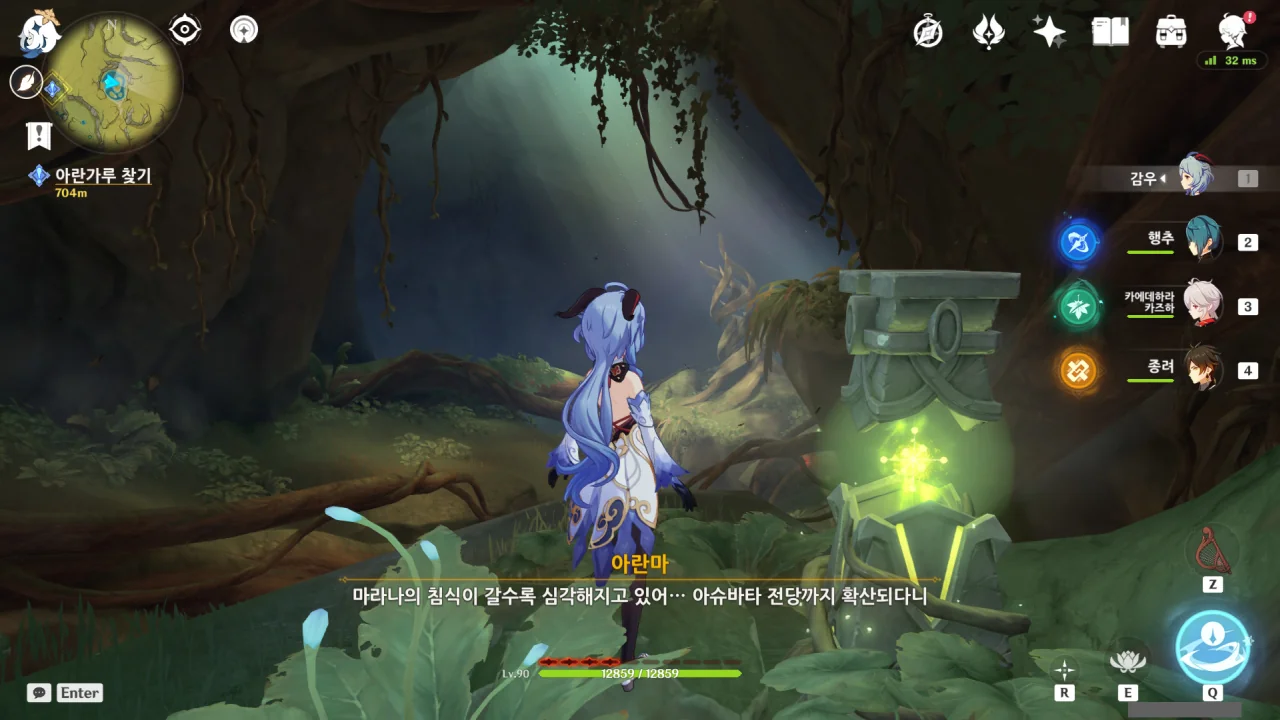 N
32 ms
아란가루 찾기
704m
감우
1
행추
2
카에데하라
카즈하
3
종려
4
아란마
마라나의 침식이 갈수록 심각해지고 있어… 아슈바타 전당까지 확산되다니
Z
Lv.90
12859 / 12859
Enter
R
E
Q